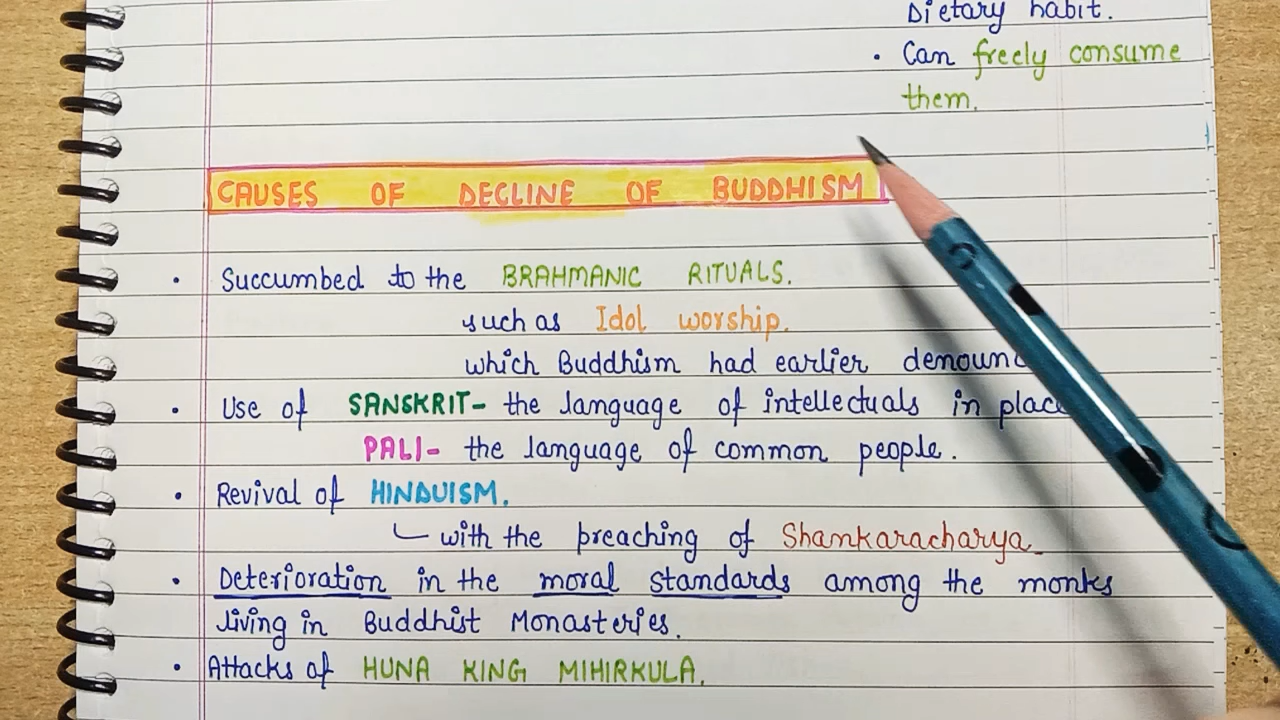 Dietary habit.
• Can freely consume
them.
CAUSES OF DECLINE OF BUDDHISM
• Succumbed to the BRAHMANIC RITUALS.
such as Idol worship.
which Buddhism had earlier
• Use of SANSKRIT- the language of intellectuals in place
PALI- the language of common people.
• Revival of HINDUISM.
with the preaching of Shankaracharya
• Deterioration in the moral standards among the monks
living in Buddhist Monasteries.
• Attacks of HUNA KING MIHIRKULA.